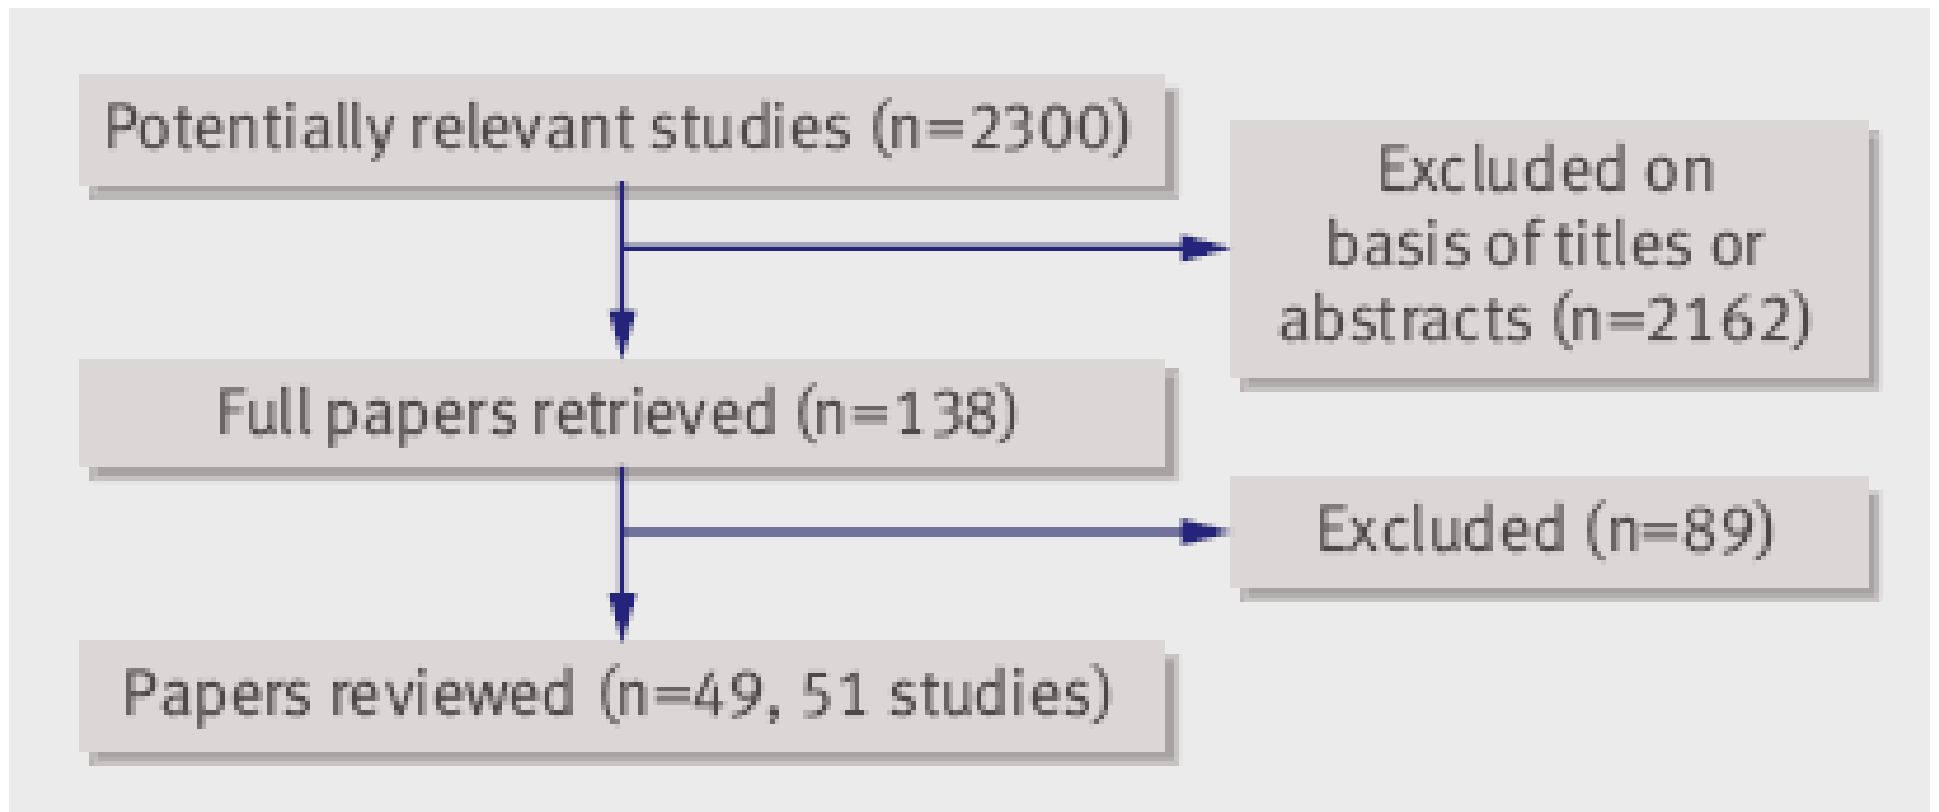 Potentially relevant studies (n=2300)
Excluded on
basis of titles or
abstracts (n=2162)
Full papers retrieved (n=138)
Excluded (n=89)
Papers reviewed (n=49, 51 studies)